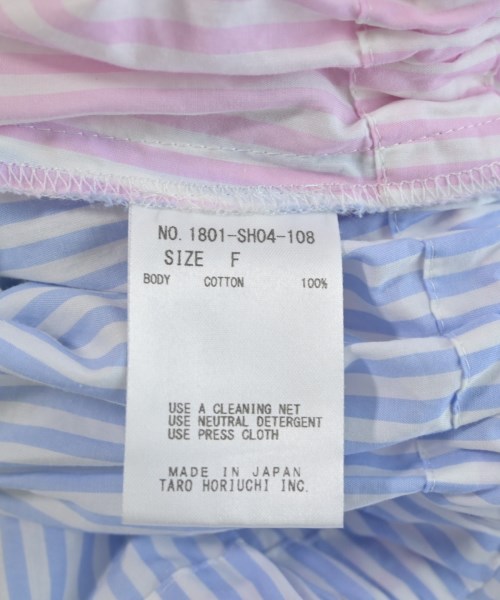 NO. 1801-SH04-108
SIZE F
BODY COTTON 100%
USE A CLEANING NET
USE NEUTRAL DETERGENT
USE PRESS CLOTH
MADE IN JAPAN
TARO HORIUCHI INC.